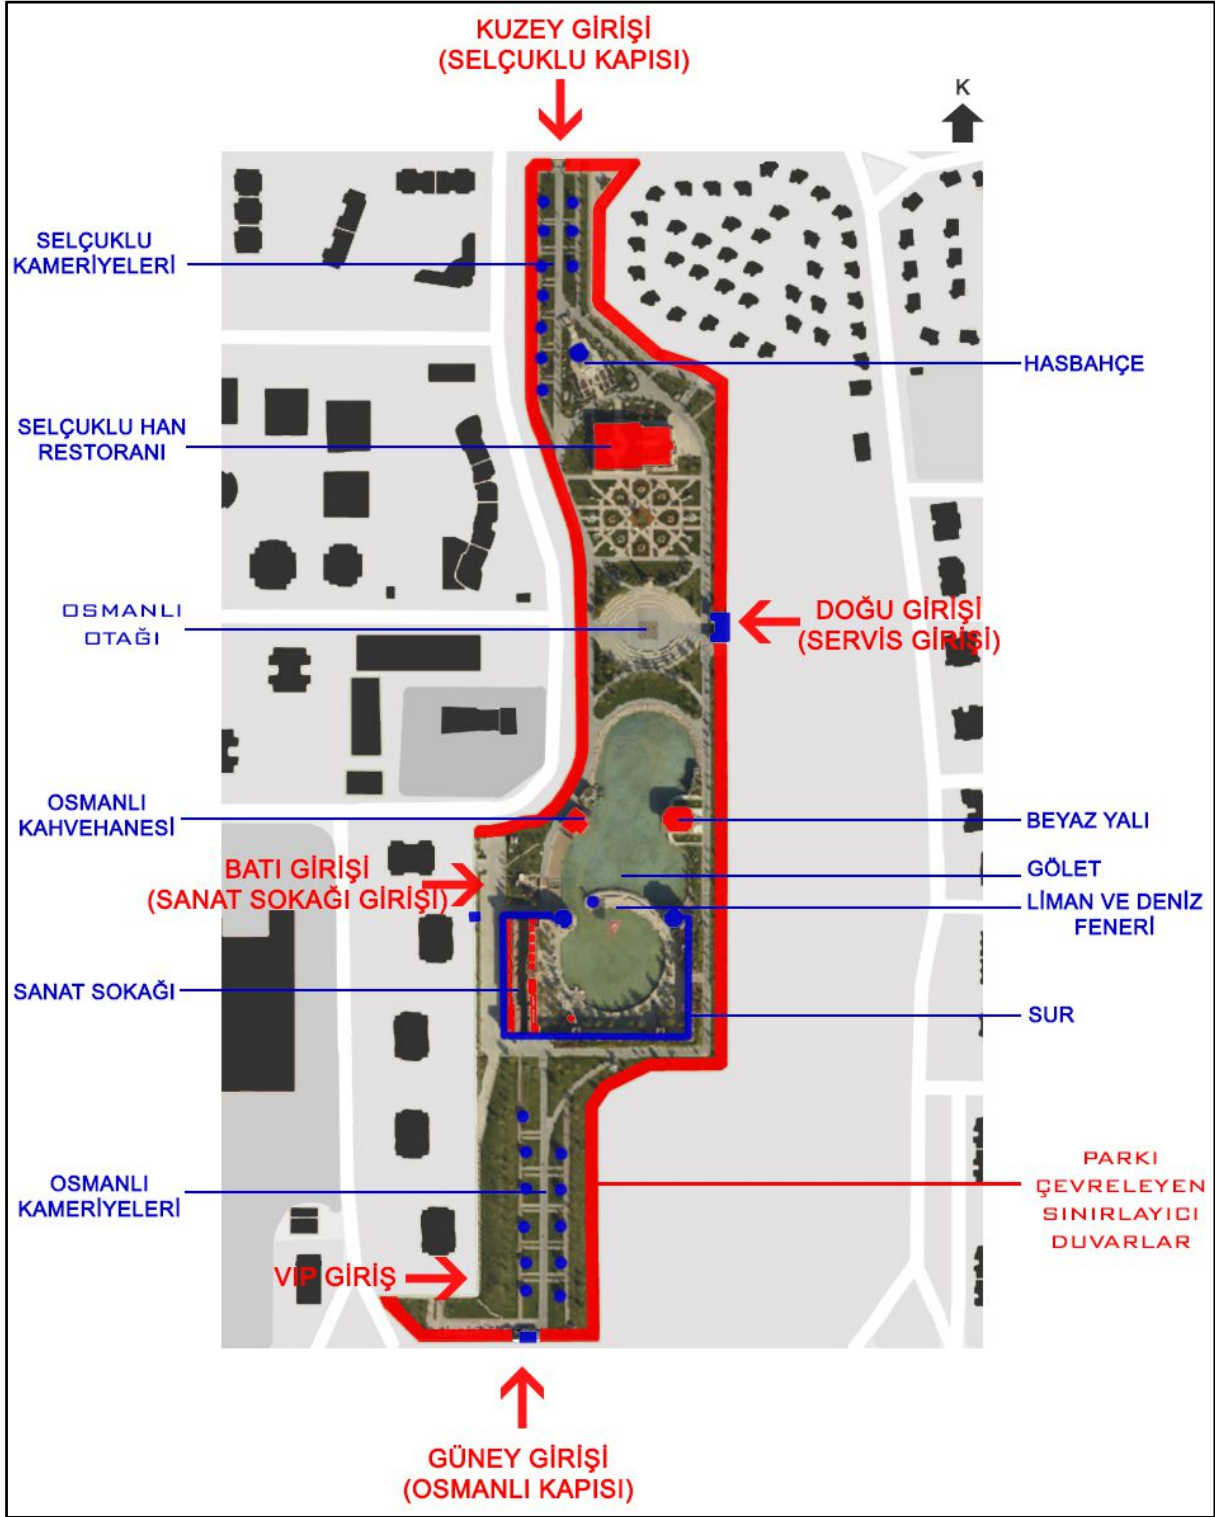 KUZEY GİRİŞİ
(SELÇUKLU KAPISI)
K
SELÇUKLU
KAMERİYELERİ
HASBAHÇE
SELÇUKLU HAN
RESTORANI
OSMANLI
OTAĞI
DOĞU GİRİŞİ
(SERVİS GİRİŞİ)
OSMANLI
KAHVEHANESİ
BEYAZ YALI
BATI GİRİŞİ
(SANAT SOKAĞI GİRİŞİ)
GÖLET
LİMAN VE DENİZ
FENERİ
SANAT SOKAĞI
SUR
OSMANLI
KAMERİYELERİ
PARKI
ÇEVRELEYEN
SINIRLAYICI
DUVARLAR
VIP GİRİŞ
GÜNEY GİRİŞİ
(OSMANLI KAPISI)